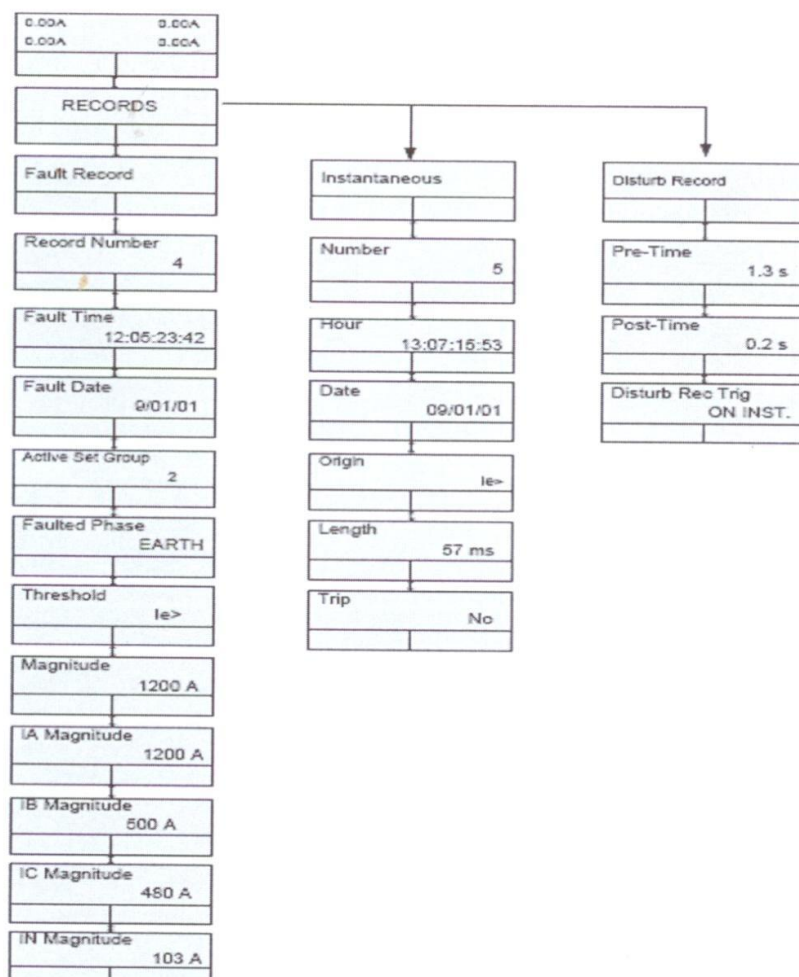 0.00A 0.00A
0.00A 0.00A
RECORDS
Fault Record
Record Number
4
Fault Time
12:05:23:42
Fault Date
9/01/01
Active Set Group
2
Faulted Phase
EARTH
Threshold
Ie>
Magnitude
1200 A
IA Magnitude
1200 A
IB Magnitude
500 A
IC Magnitude
480 A
IN Magnitude
103 A
Instantaneous
Number
5
Hour
13:07:15:53
Date
09/01/01
Origin
Ie>
Length
57 ms
Trip
No
Disturb Record
Pre-Time
1.3 s
Post-Time
0.2 s
Disturb Rec Trig
ON INST.